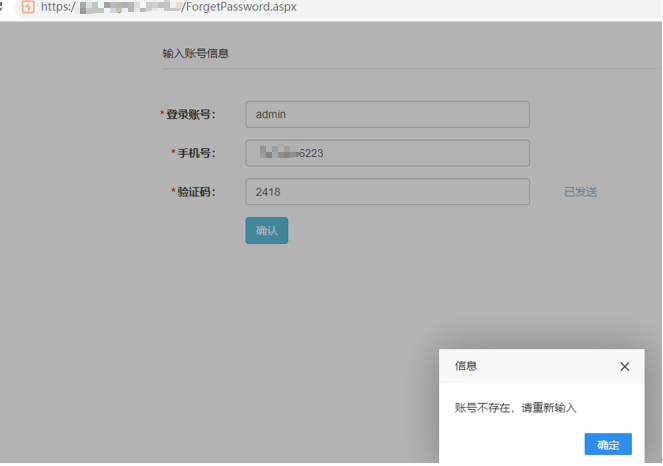 https:/ /ForgetPassword.aspx
输入账号信息
*登录账号： admin
*手机号： 6223
*验证码： 2418 已发送
确认
信息
账号不存在，请重新输入
确定